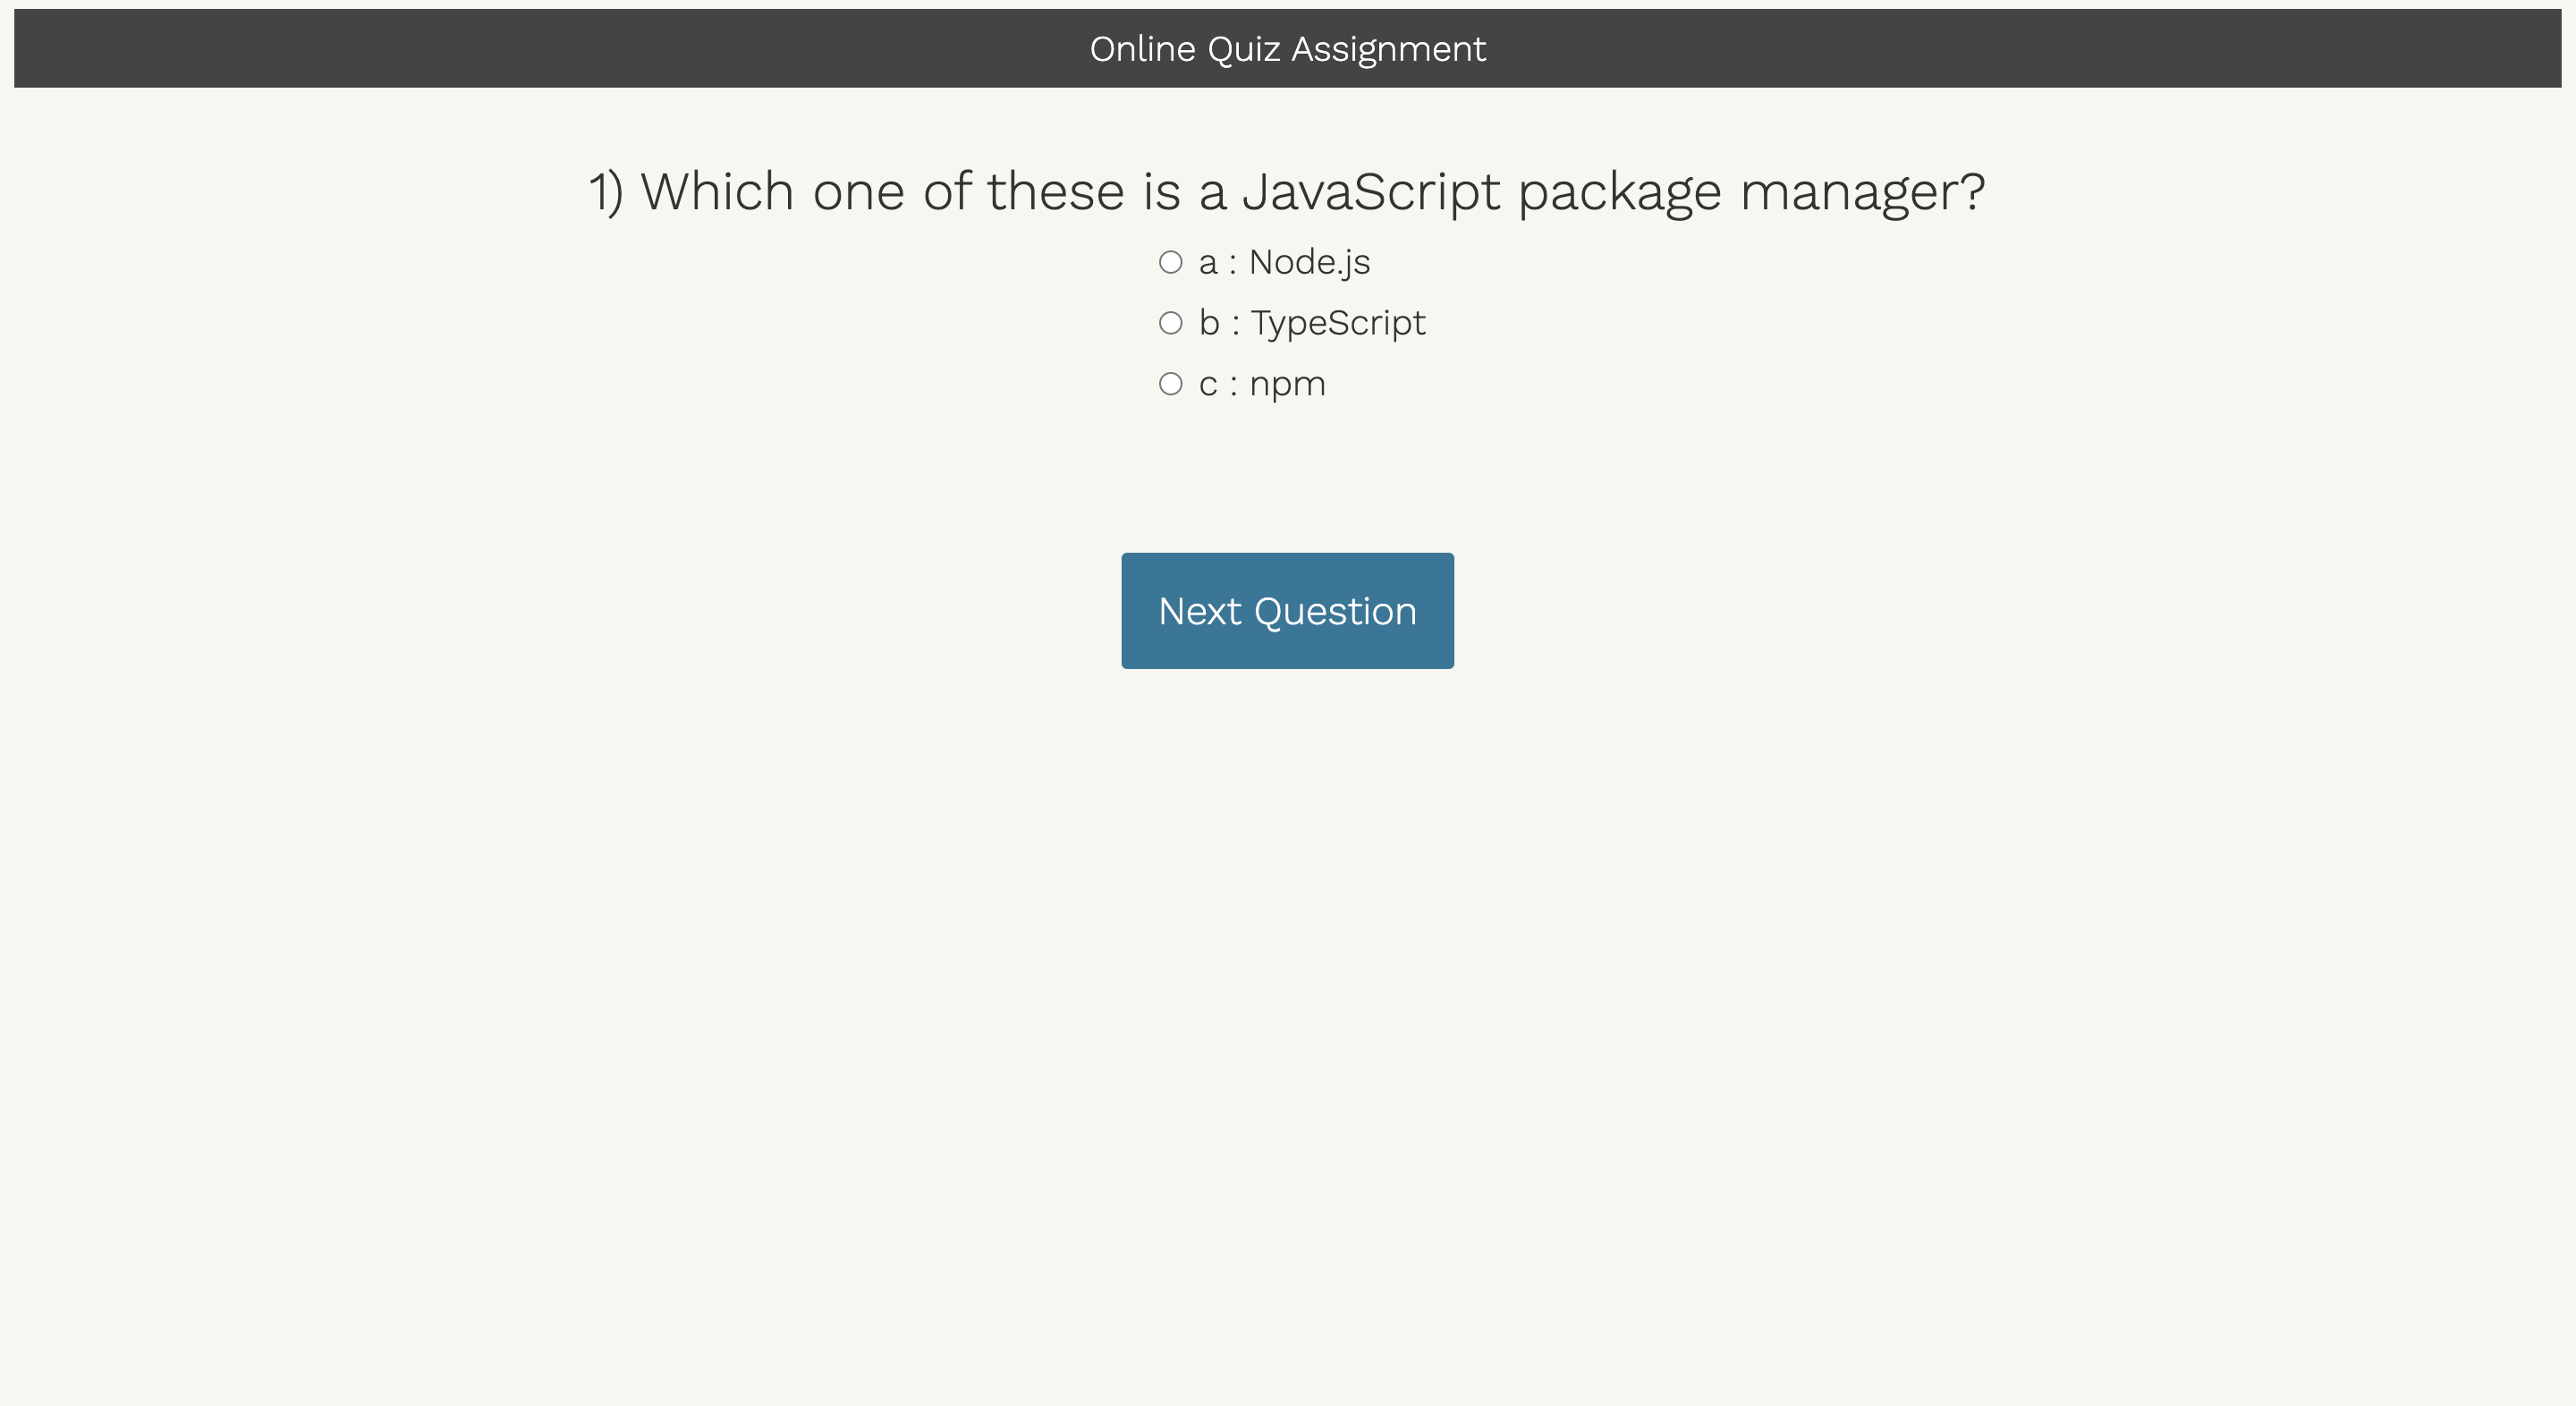 Online Quiz Assignment
1) Which one of these is a JavaScript package manager?
a : Node.js
b : TypeScript
c : npm
Next Question